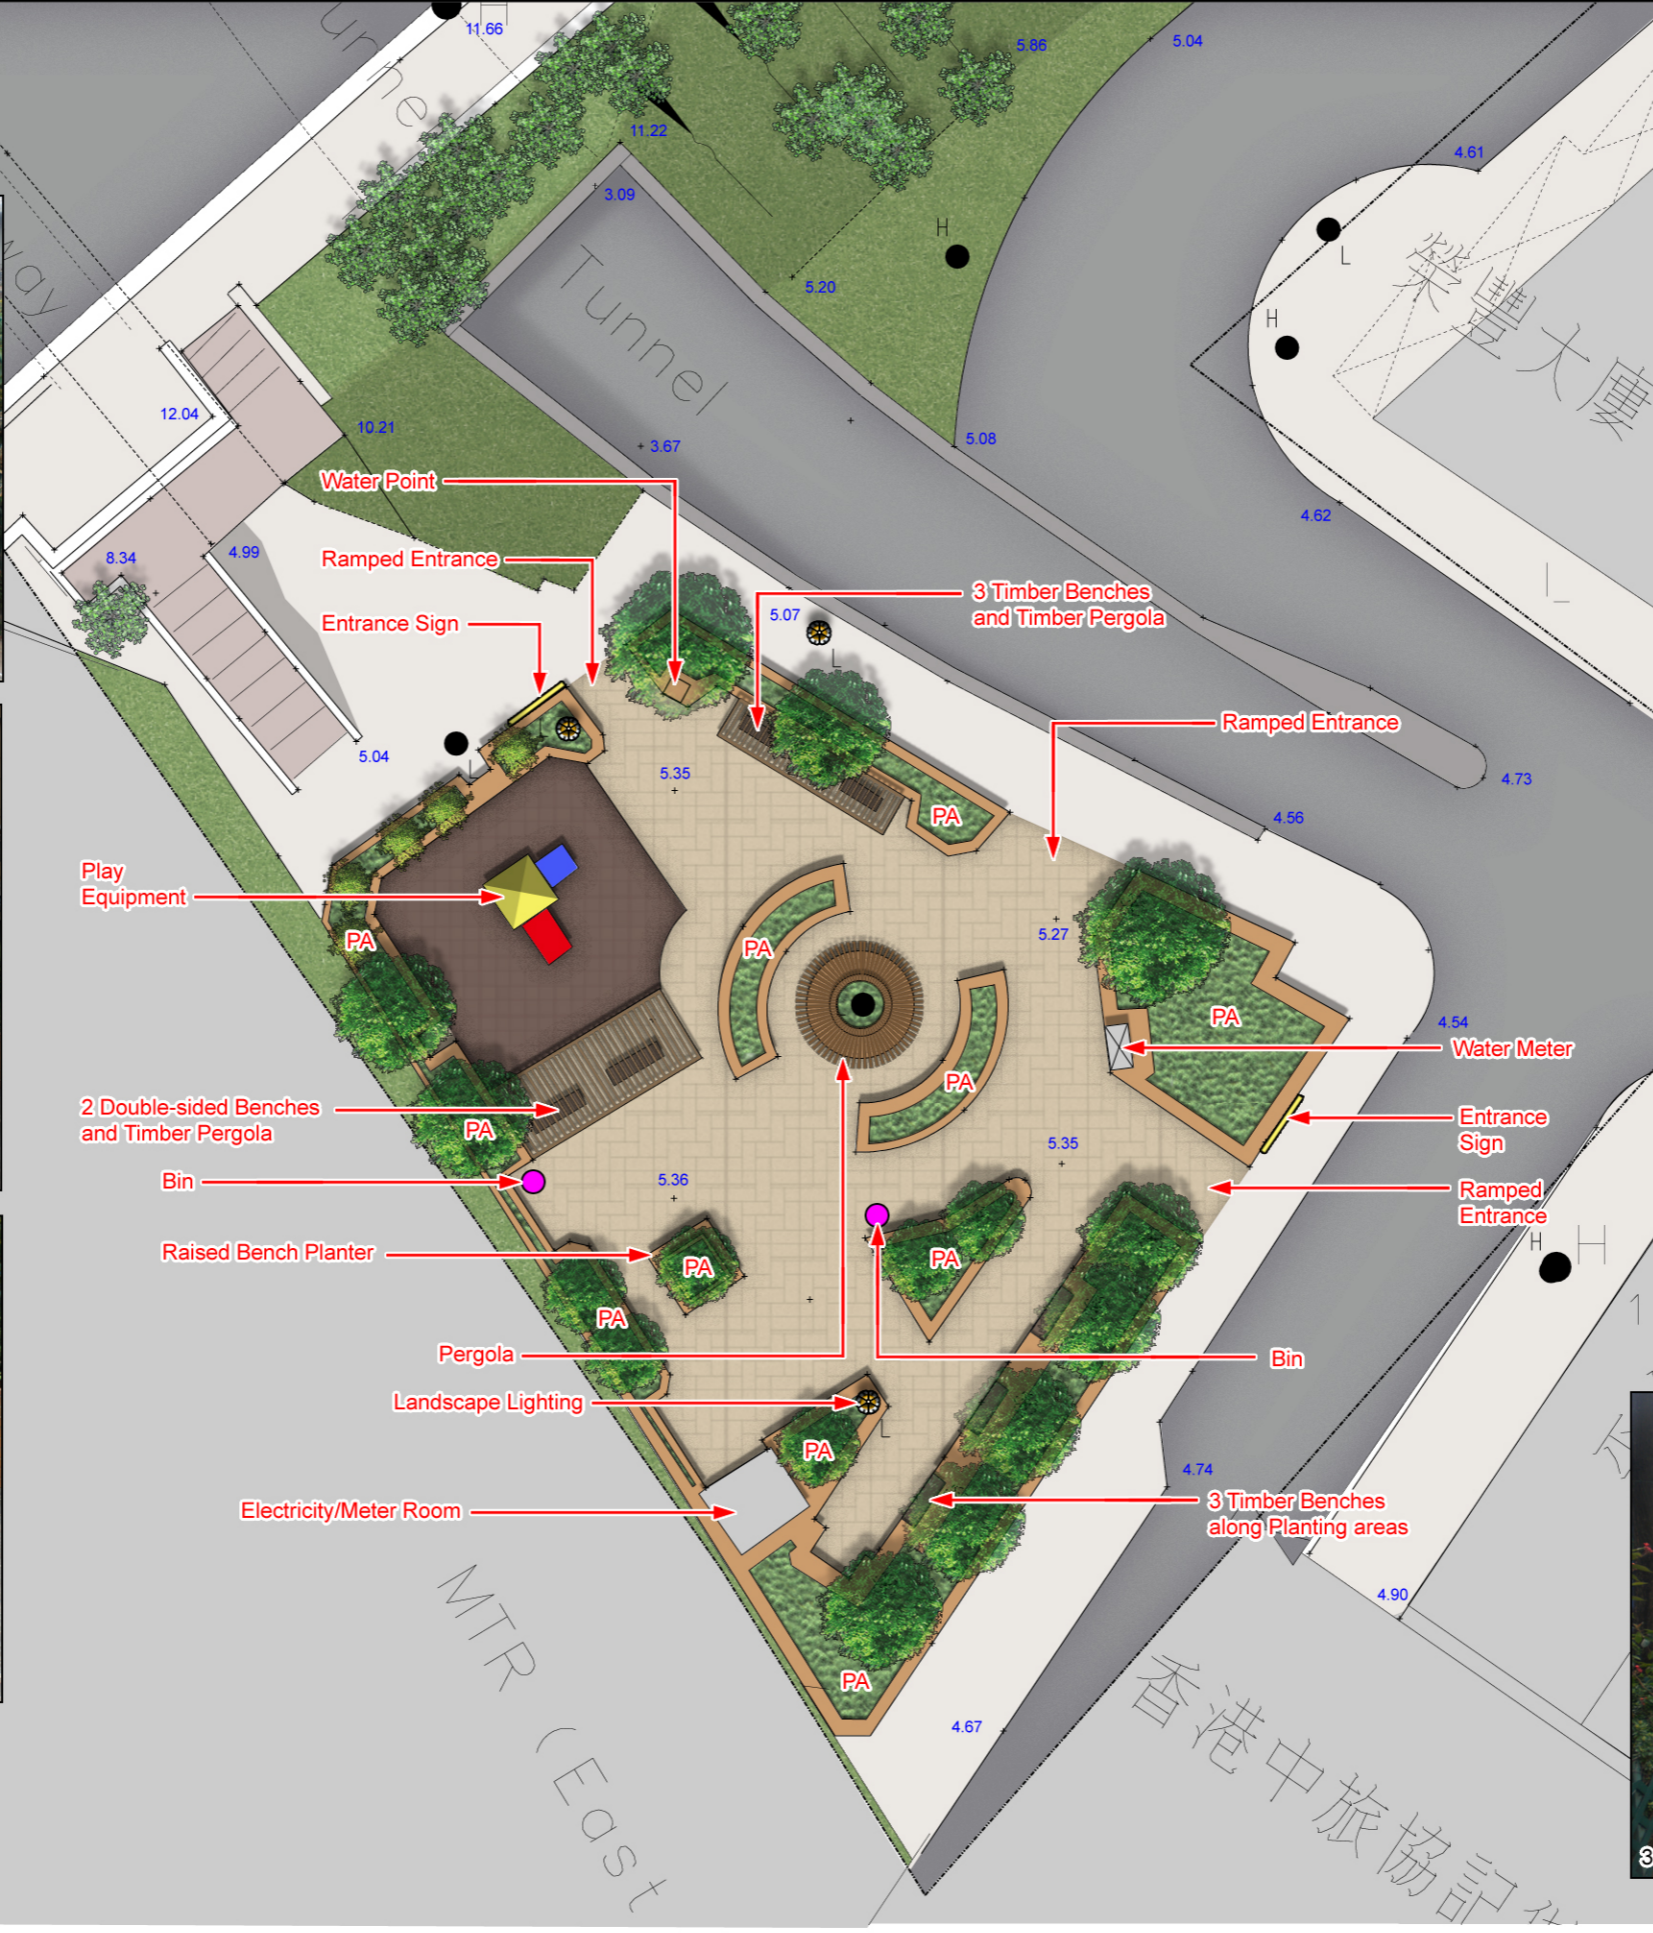 11.66
H
5.86
5.04
unne
11.22
4.61
3.09
H
L
way
5.20
榮豐大廈
H
Tunnel
12.04
10.21
5.08
3.67
Water Point
4.62
8.34
4.99
Ramped Entrance
3 Timber Benches
and Timber Pergola
5.07
Entrance Sign
L
Ramped Entrance
L
5.04
5.35
4.73
PA
4.56
Play
Equipment
PA
PA
5.27
PA
4.54
Water Meter
PA
2 Double-sided Benches
and Timber Pergola
PA
Entrance
Sign
5.35
Bin
5.36
Ramped
Entrance
H
H
Raised Bench Planter
PA
PA
PA
Pergola
Bin
Landscape Lighting
L
PA
4.74
Electricity/Meter Room
3 Timber Benches
along Planting areas
4.90
MTR (East
PA
4.67
香港中旅協記
3